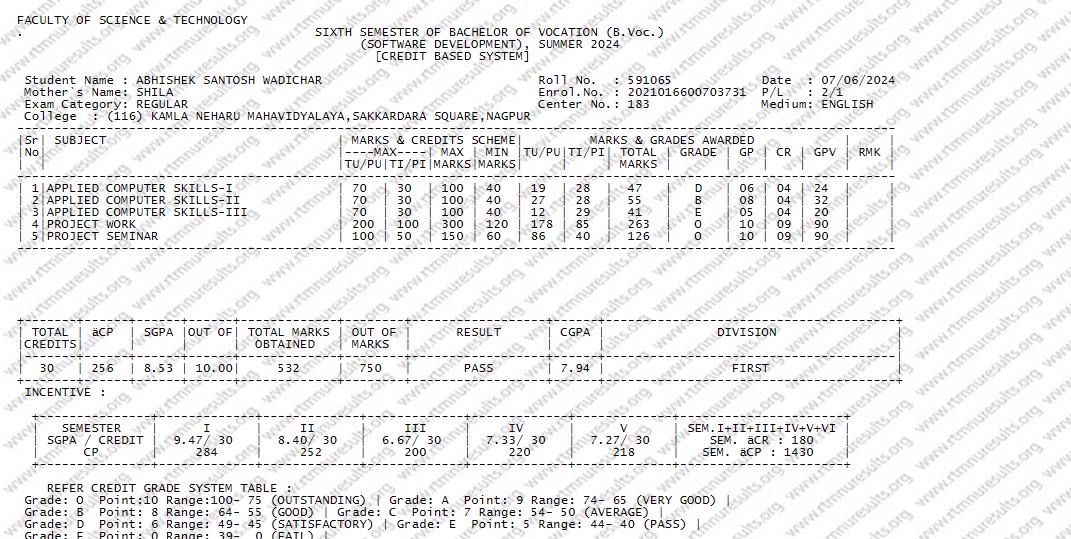 FACULTY OF SCIENCE & TECHNOLOGY
.
SIXTH SEMESTER OF BACHELOR OF VOCATION (B.Voc.)
(SOFTWARE DEVELOPMENT), SUMMER 2024
[CREDIT BASED SYSTEM]
Student Name : ABHISHEK SANTOSH WADICHAR Roll No. : 591065 Date : 07/06/2024
Mother`s Name: SHILA Enrol.No. : 2021016600703731 P/L : 2/1
Exam Category: REGULAR Center No.: 183 Medium: ENGLISH
College : (116) KAMLA NEHARU MAHAVIDYALAYA,SAKKARDARA SQUARE,NAGPUR
|Sr| SUBJECT | MARKS & CREDITS SCHEME| MARKS & GRADES AWARDED | | | | |
|No| |----MAX----| MAX | MIN |TU/PU|TI/PI| TOTAL | GRADE | GP | CR | GPV | RMK |
| | |TU/PU|TI/PI|MARKS|MARKS| | | MARKS | | | | | |
| 1|APPLIED COMPUTER SKILLS-I | 70 | 30 | 100 | 40 | 19 | 28 | 47 | D | 06 | 04 | 24 | |
| 2|APPLIED COMPUTER SKILLS-II | 70 | 30 | 100 | 40 | 27 | 28 | 55 | B | 08 | 04 | 32 | |
| 3|APPLIED COMPUTER SKILLS-III | 70 | 30 | 100 | 40 | 12 | 29 | 41 | E | 05 | 04 | 20 | |
| 4|PROJECT WORK | 200 | 100 | 300 | 120 | 178 | 85 | 263 | O | 10 | 09 | 90 | |
| 5|PROJECT SEMINAR | 100 | 50 | 150 | 60 | 86 | 40 | 126 | O | 10 | 09 | 90 | |
| TOTAL | äCP | SGPA |OUT OF| TOTAL MARKS | OUT OF | RESULT | CGPA | DIVISION |
|CREDITS| | | | OBTAINED | MARKS | | | |
| 30 | 256 | 8.53 | 10.00| 532 | 750 | PASS | 7.94 | FIRST |
INCENTIVE :
| SEMESTER | I | II | III | IV | V | SEM.I+II+III+IV+V+VI |
| SGPA / CREDIT | 9.47/ 30 | 8.40/ 30 | 6.67/ 30 | 7.33/ 30 | 7.27/ 30 | SEM. äCR : 180 |
| CP | 284 | 252 | 200 | 220 | 218 | SEM. äCP : 1430 |
REFER CREDIT GRADE SYSTEM TABLE :
Grade: O Point:10 Range:100- 75 (OUTSTANDING) | Grade: A Point: 9 Range: 74- 65 (VERY GOOD) |
Grade: B Point: 8 Range: 64- 55 (GOOD) | Grade: C Point: 7 Range: 54- 50 (AVERAGE) |
Grade: D Point: 6 Range: 49- 45 (SATISFACTORY) | Grade: E Point: 5 Range: 44- 40 (PASS) |
Grade: F Point: 0 Range: 39- 0 (FAIL) |
www.rtmnuresults.org